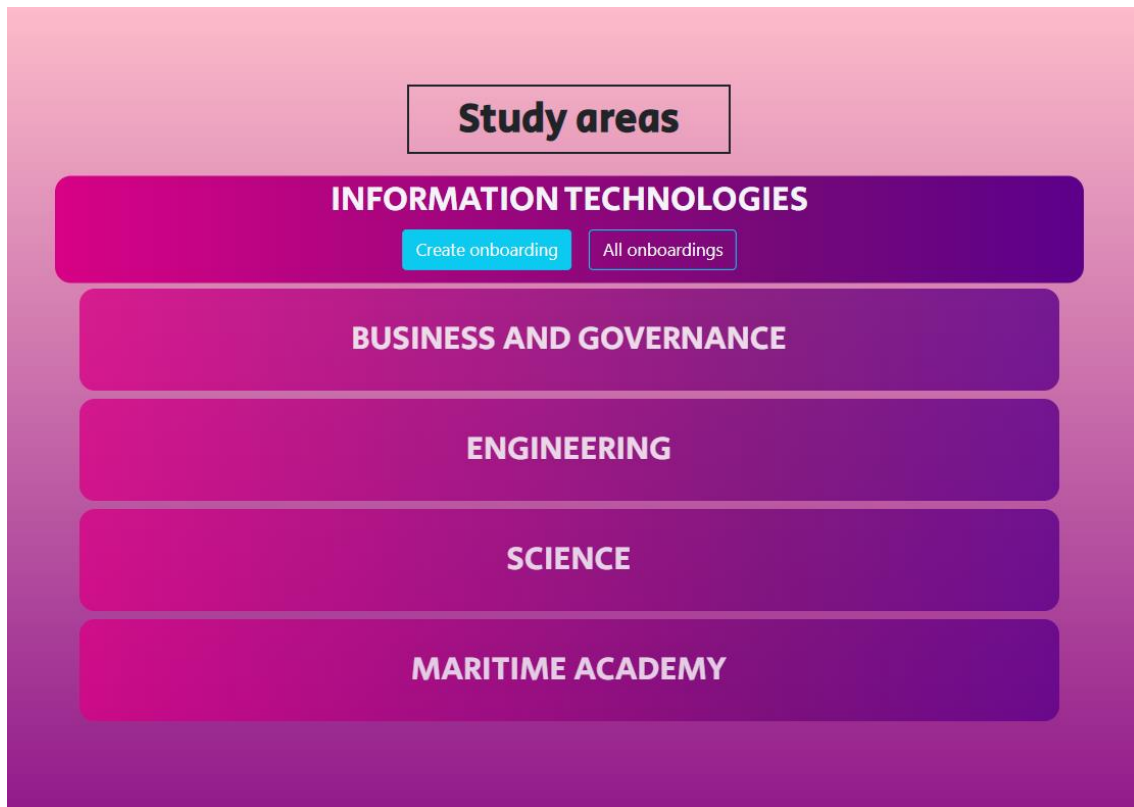 Study areas
INFORMATION TECHNOLOGIES
Create onboarding All onboardings
BUSINESS AND GOVERNANCE
ENGINEERING
SCIENCE
MARITIME ACADEMY